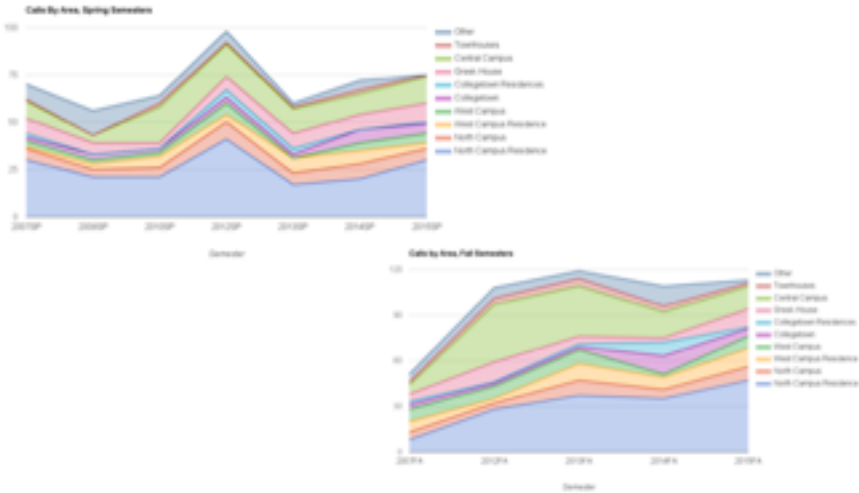 Calls By Area, Spring Semesters
100
75
50
25
0
2007SP
2009SP
2010SP
2012SP
2013SP
2014SP
2015SP
Semester
Other
Townhouses
Central Campus
Greek House
Collegetown Residences
Collegetown
West Campus
West Campus Residence
North Campus
North Campus Residence
Calls by Area, Fall Semesters
120
90
60
30
0
2007FA
2012FA
2013FA
2014FA
2015FA
Semester
Other
Townhouses
Central Campus
Greek House
Collegetown Residences
Collegetown
West Campus
West Campus Residence
North Campus
North Campus Residence